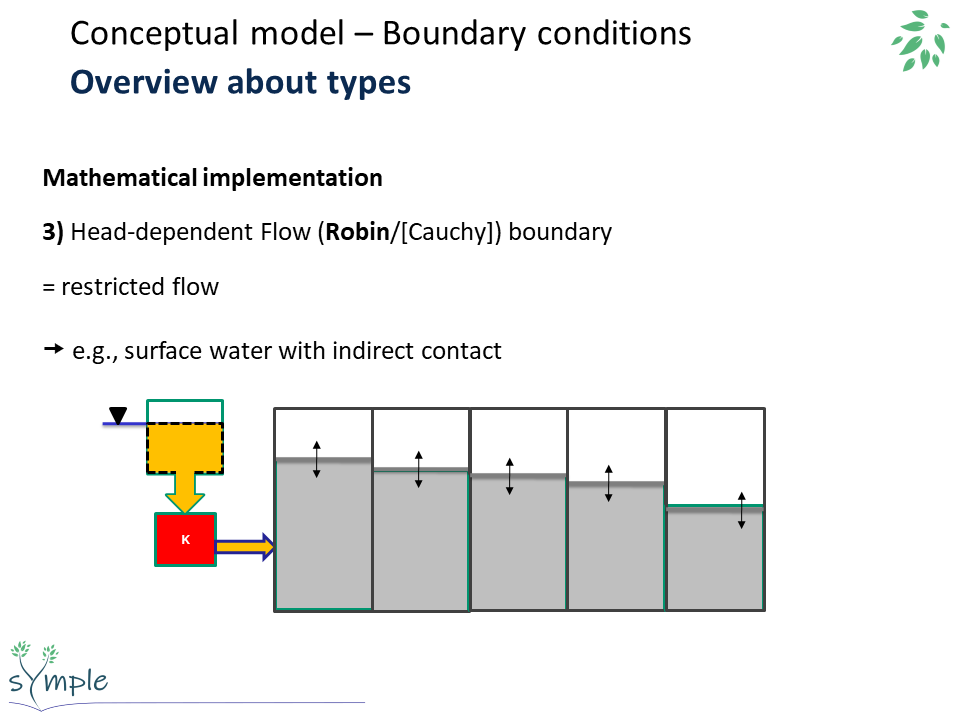 Conceptual model – Boundary conditions
Overview about types
Mathematical implementation
3) Head-dependent Flow (Robin/[Cauchy]) boundary
= restricted flow
➞ e.g., surface water with indirect contact
K
sYmple